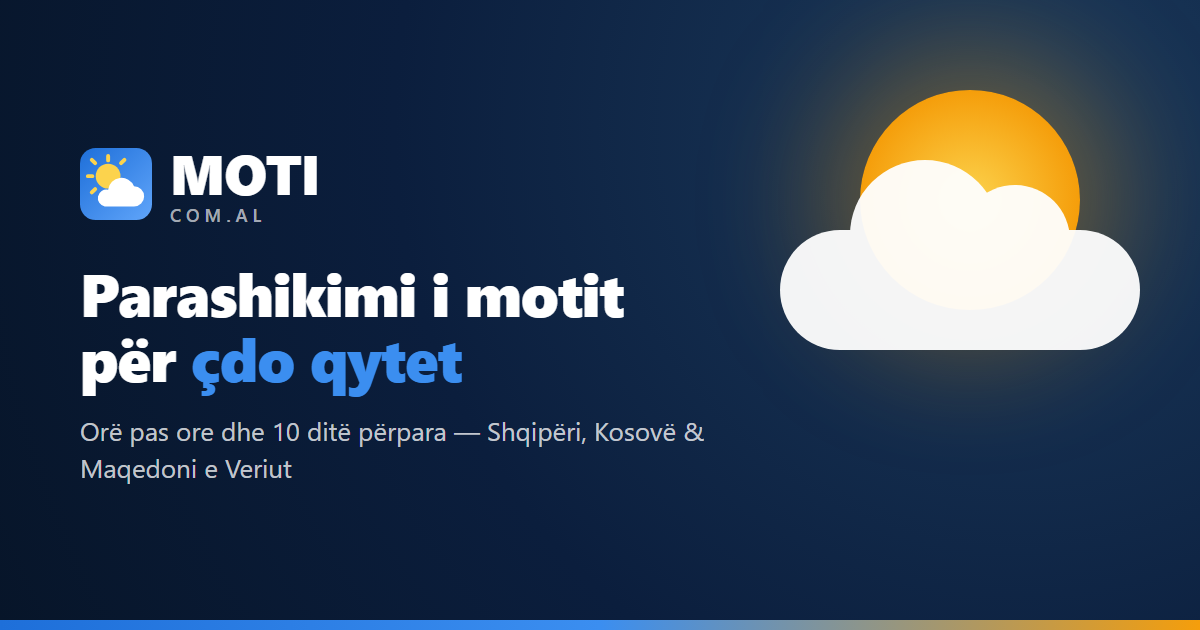 MOTI
COM.AL
Parashikimi i motit
për çdo qytet
Orë pas ore dhe 10 ditë përpara — Shqipëri, Kosovë &
Maqedoni e Veriut